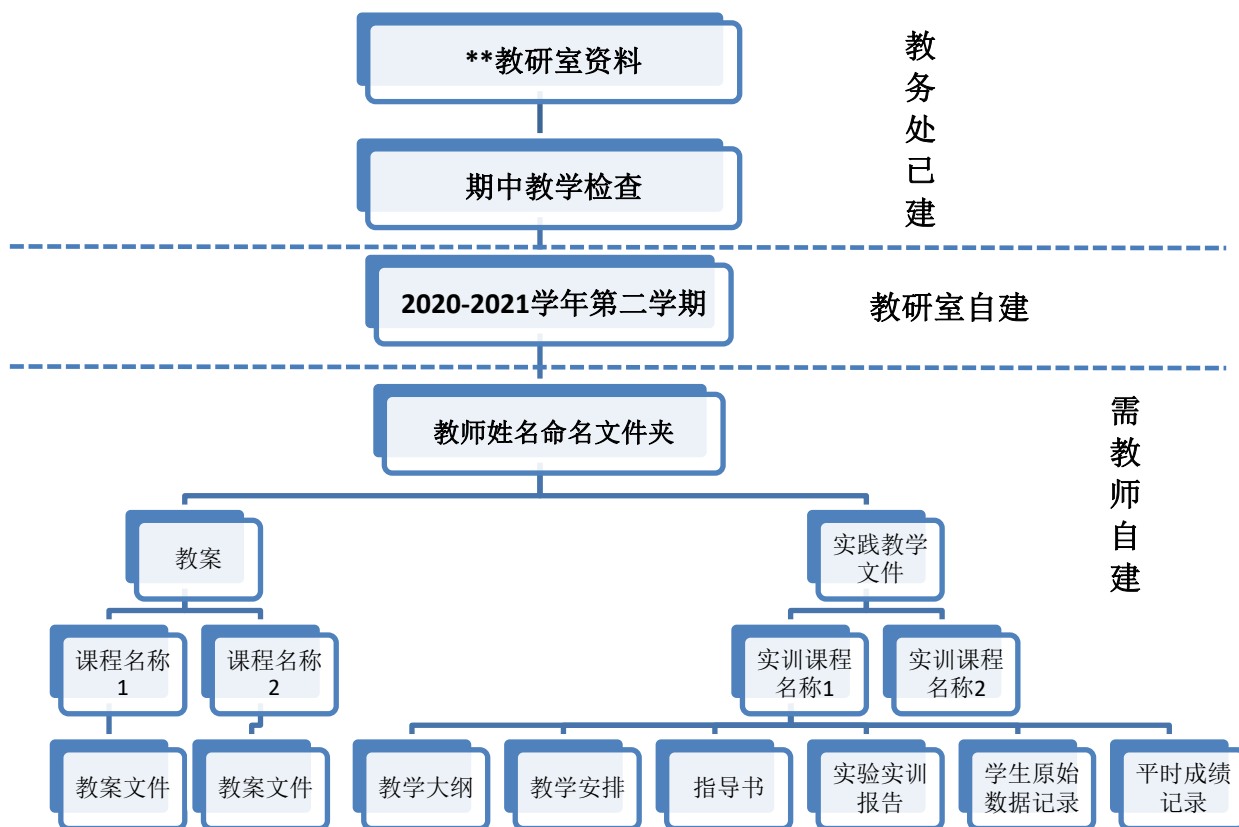 **教研室资料
教务处已建
期中教学检查
2020-2021学年第二学期
教研室自建
教师姓名命名文件夹
需教师自建
教案
实践教学
文件
课程名称
1
课程名称
2
实训课程
名称1
实训课程
名称2
教案文件
教案文件
教学大纲
教学安排
指导书
实验实训
报告
学生原始
数据记录
平时成绩
记录